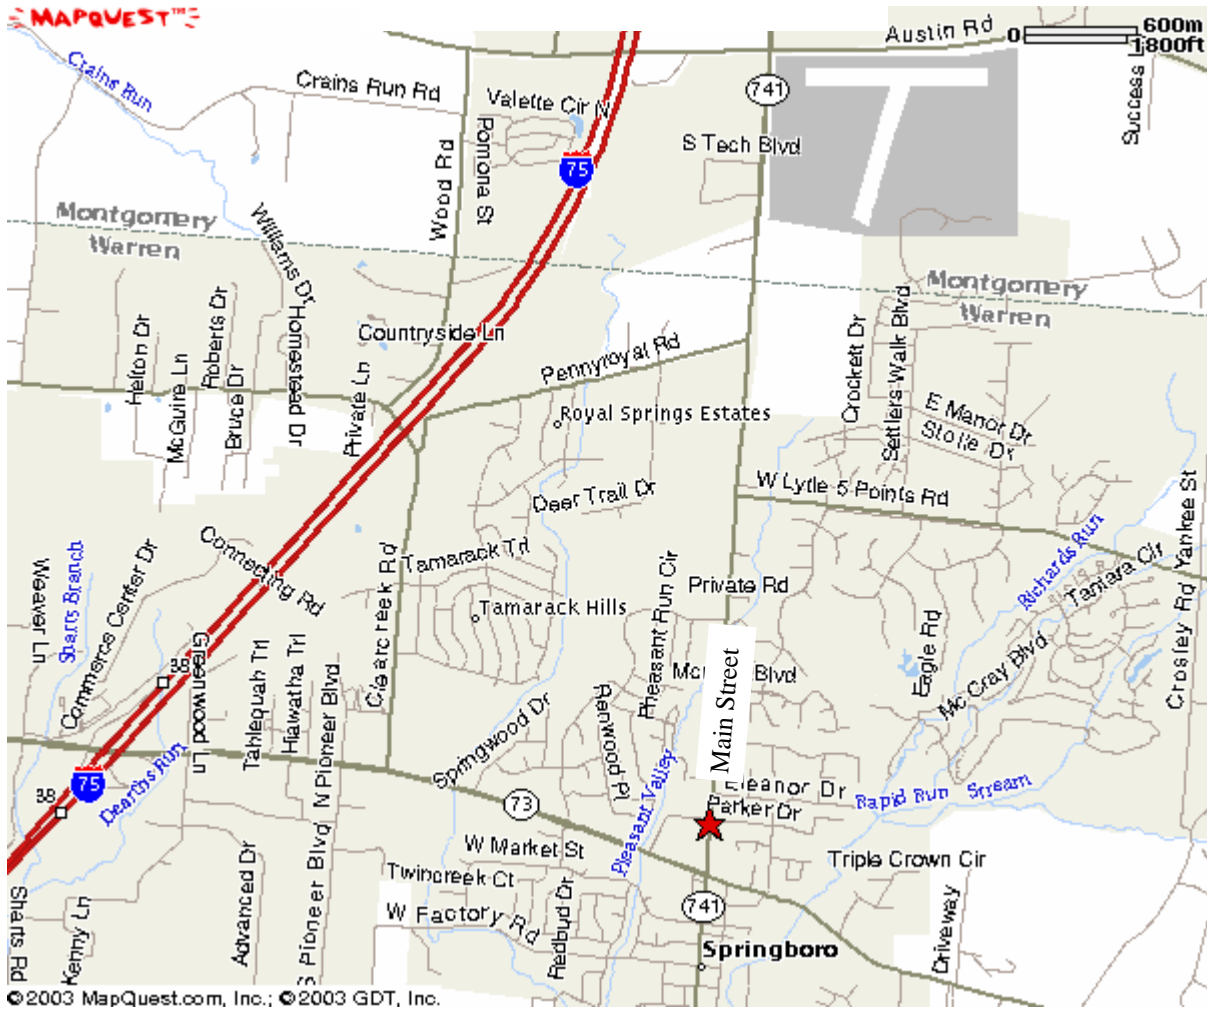 MAPQUEST™
Austin Rd
0
600m
1800ft
Crains Run
Crains Run Rd
Valette Cir N
741
S Tech Blvd
Success L
Wood Rd
Pomona St
75
Montgomery
Warren
Williams Dr
Montgomery
Warren
Helton Dr
McGuire Ln
Roberts Dr
Bruce Dr
Homestead Dr
Private Ln
Countryside Ln
Pennyroyal Rd
Royal Springs Estates
Crockett Dr
Settlers Walk Blvd
E Manor Dr
Stolle Dr
W Lytle 5 Points Rd
Deer Trail Dr
Connecting Rd
Clearcreek Rd
Tamarack Trl
Tamarack Hills
Weaver Ln
Sharts Branch
Commerce Center Dr
38
Greenwood Ln
Tahlequah Trl
Hiawatha Trl
N Pioneer Blvd
Pheasant Run Cir
Private Rd
Richards Run
Tamara Cir
Crosley Rd
Yankee St
Eagle Rd
Mc Cray Blvd
Blvd
Main Street
Springwood Dr
Renwood Pl
Pleasant Valley
Eleanor Dr
Parker Dr
Rapid Run Stream
75
38
Dearths Run
73
W Market St
Twincreek Ct
W Factory Rd
Redbud Dr
Triple Crown Cir
741
Springboro
Driveway
Sharts Rd
Kenny Ln
Advanced Dr
S Pioneer Blvd
©2003 MapQuest.com, Inc.; ©2003 GDT, Inc.